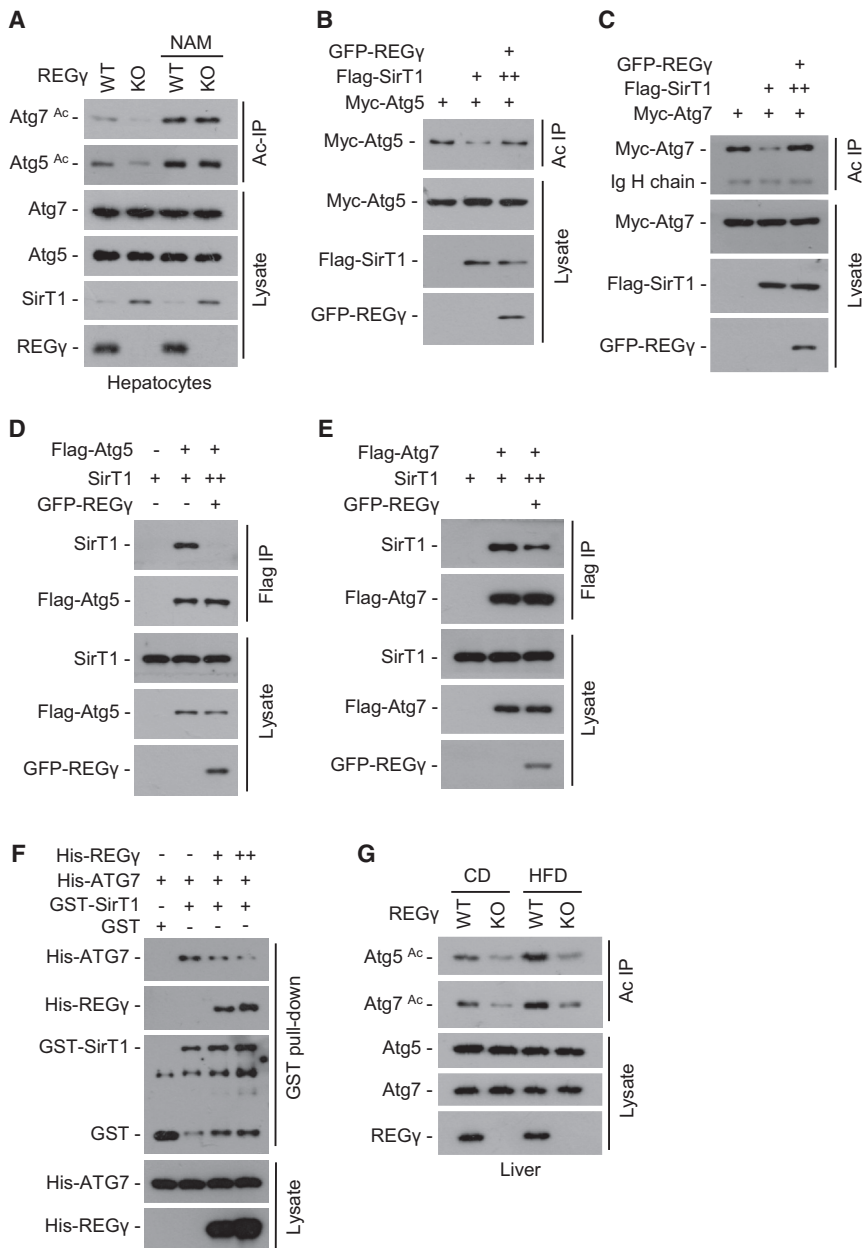 A
NAM
REGγ WT KO WT KO
Atg7 Ac -
Atg5 Ac -
Ac-IP
Atg7 -
Atg5 -
SirT1 -
REGγ -
Lysate
Hepatocytes
B
GFP-REGγ +
Flag-SirT1 + ++
Myc-Atg5 + + +
Myc-Atg5 -
Ac IP
Myc-Atg5 -
Flag-SirT1 -
GFP-REGγ -
Lysate
C
GFP-REGγ +
Flag-SirT1 + ++
Myc-Atg7 + + +
Myc-Atg7 -
Ig H chain -
Ac IP
Myc-Atg7 -
Flag-SirT1 -
GFP-REGγ -
Lysate
D
Flag-Atg5 - + +
SirT1 + + ++
GFP-REGγ - - +
SirT1 -
Flag-Atg5 -
Flag IP
SirT1 -
Flag-Atg5 -
GFP-REGγ -
Lysate
E
Flag-Atg7 + +
SirT1 + + ++
GFP-REGγ +
SirT1 -
Flag-Atg7 -
Flag IP
SirT1 -
Flag-Atg7 -
GFP-REGγ -
Lysate
F
His-REGγ - - + ++
His-ATG7 + + + +
GST-SirT1 - + + +
GST + - - -
His-ATG7 -
His-REGγ -
GST-SirT1 -
GST -
GST pull-down
His-ATG7 -
His-REGγ -
Lysate
G
CD HFD
REGγ WT KO WT KO
Atg5 Ac -
Atg7 Ac -
Ac IP
Atg5 -
Atg7 -
REGγ -
Lysate
Liver